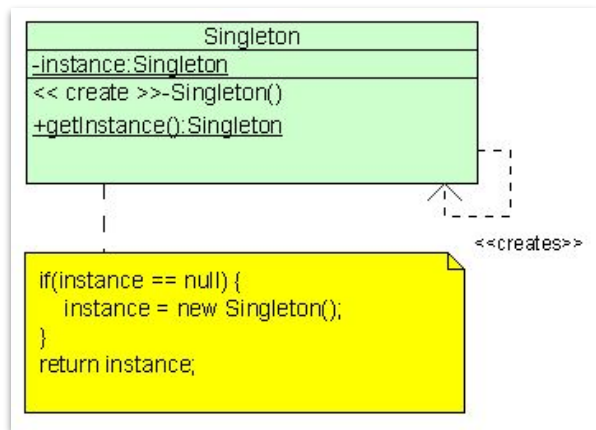 Singleton
-instance:Singleton
<< create >>-Singleton()
+getInstance():Singleton
<<creates>>
if(instance == null) {
instance = new Singleton();
}
return instance;